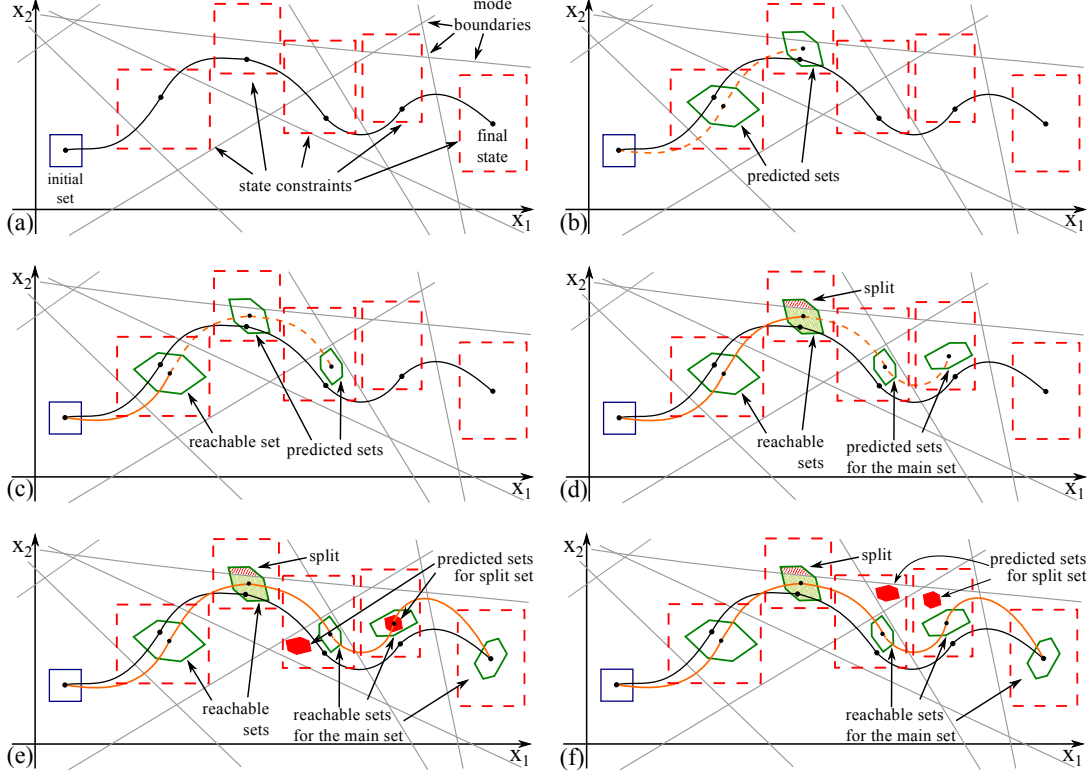 x2
mode
boundaries
initial
set
state constraints
final
state
x1
(a)
x2
predicted sets
x1
(b)
x2
reachable set
predicted sets
x1
(c)
x2
split
reachable
sets
predicted sets
for the main set
x1
(d)
x2
split
predicted sets
for split set
reachable
sets
reachable sets
for the main set
x1
(e)
x2
split
predicted sets
for split set
reachable
sets
reachable sets
for the main set
x1
(f)